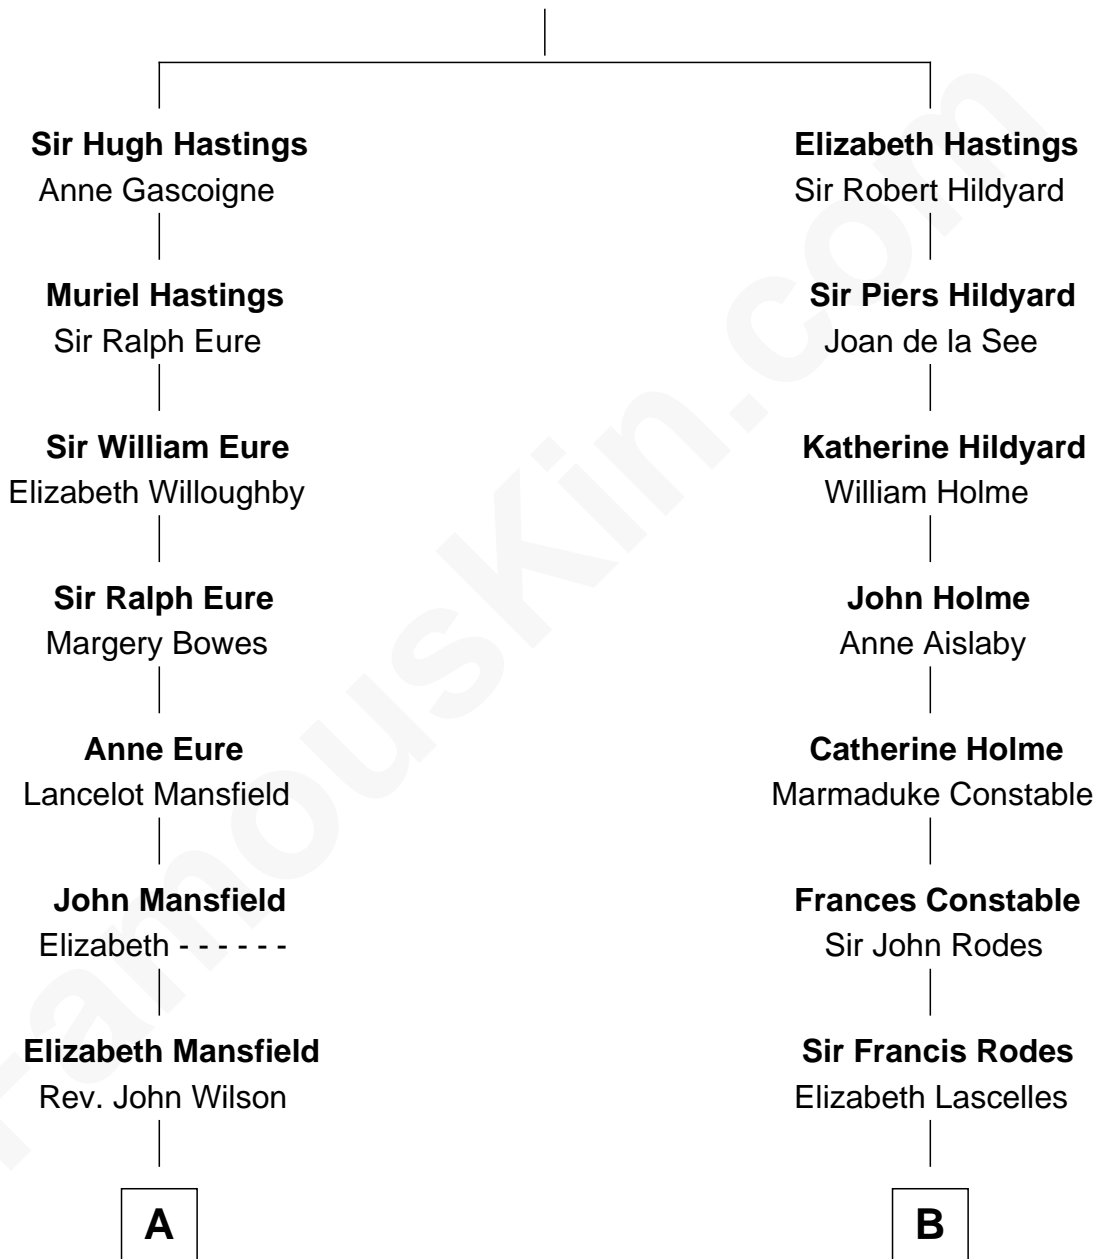 Sir Hugh Hastings
Anne Gascoigne
Muriel Hastings
Sir Ralph Eure
Sir William Eure
Elizabeth Willoughby
Sir Ralph Eure
Margery Bowes
Anne Eure
Lancelot Mansfield
John Mansfield
Elizabeth - - - - - -
Elizabeth Mansfield
Rev. John Wilson
A
Elizabeth Hastings
Sir Robert Hildyard
Sir Piers Hildyard
Joan de la See
Katherine Hildyard
William Holme
John Holme
Anne Aislaby
Catherine Holme
Marmaduke Constable
Frances Constable
Sir John Rodes
Sir Francis Rodes
Elizabeth Lascelles
B
FamousKin.com